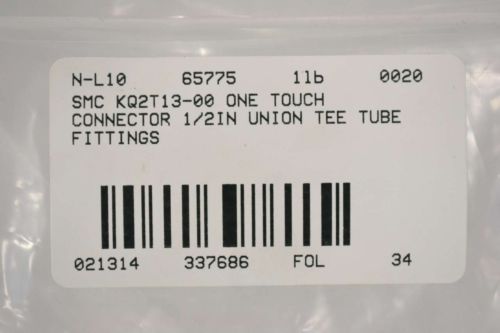 N-L10 65775 1lb 0020
SMC KQ2T13-00 ONE TOUCH
CONNECTOR 1/2IN UNION TEE TUBE
FITTINGS
021314 337686 FOL 34